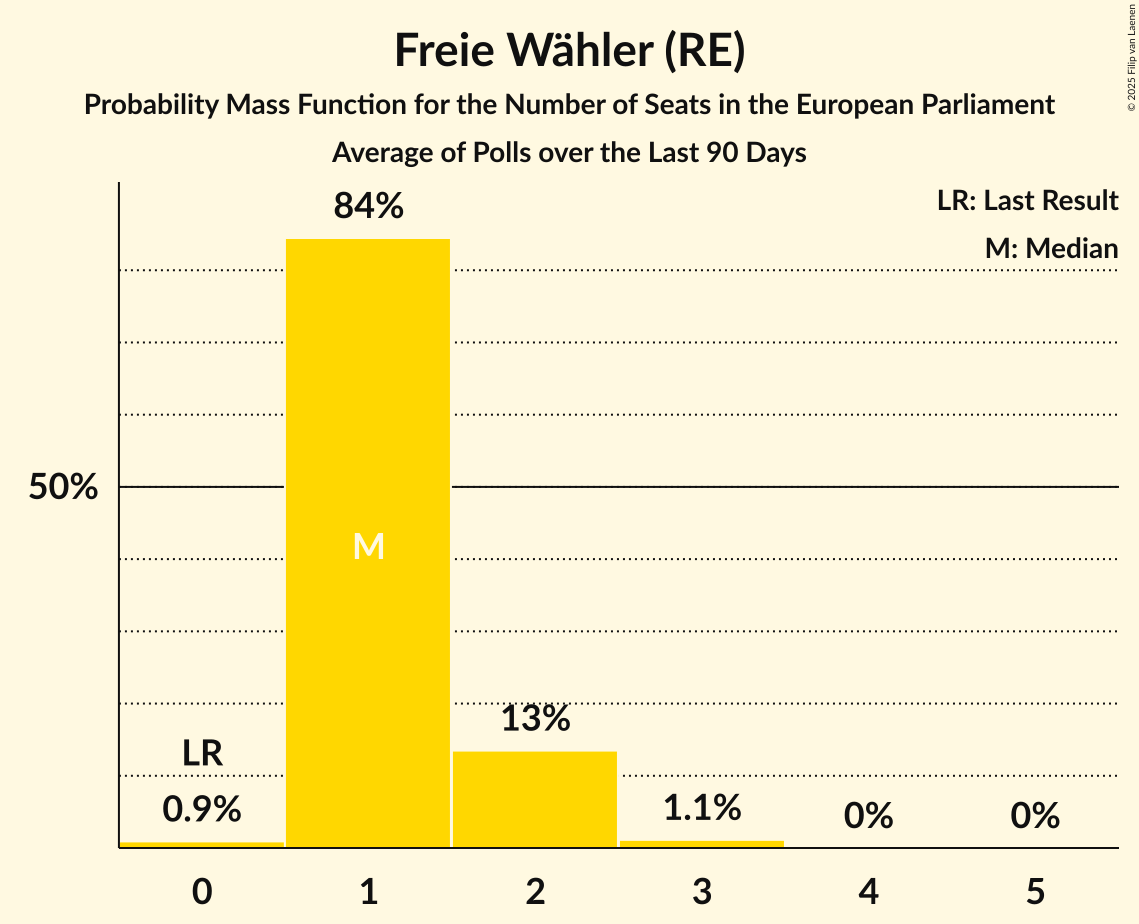 Freie Wähler (RE)
Probability Mass Function for the Number of Seats in the European Parliament
Average of Polls over the Last 90 Days
© 2025 Filip van Laenen
LR: Last Result
M: Median
84%
50%
M
13%
LR
0.9%
1.1%
0%
0%
0 1 2 3 4 5